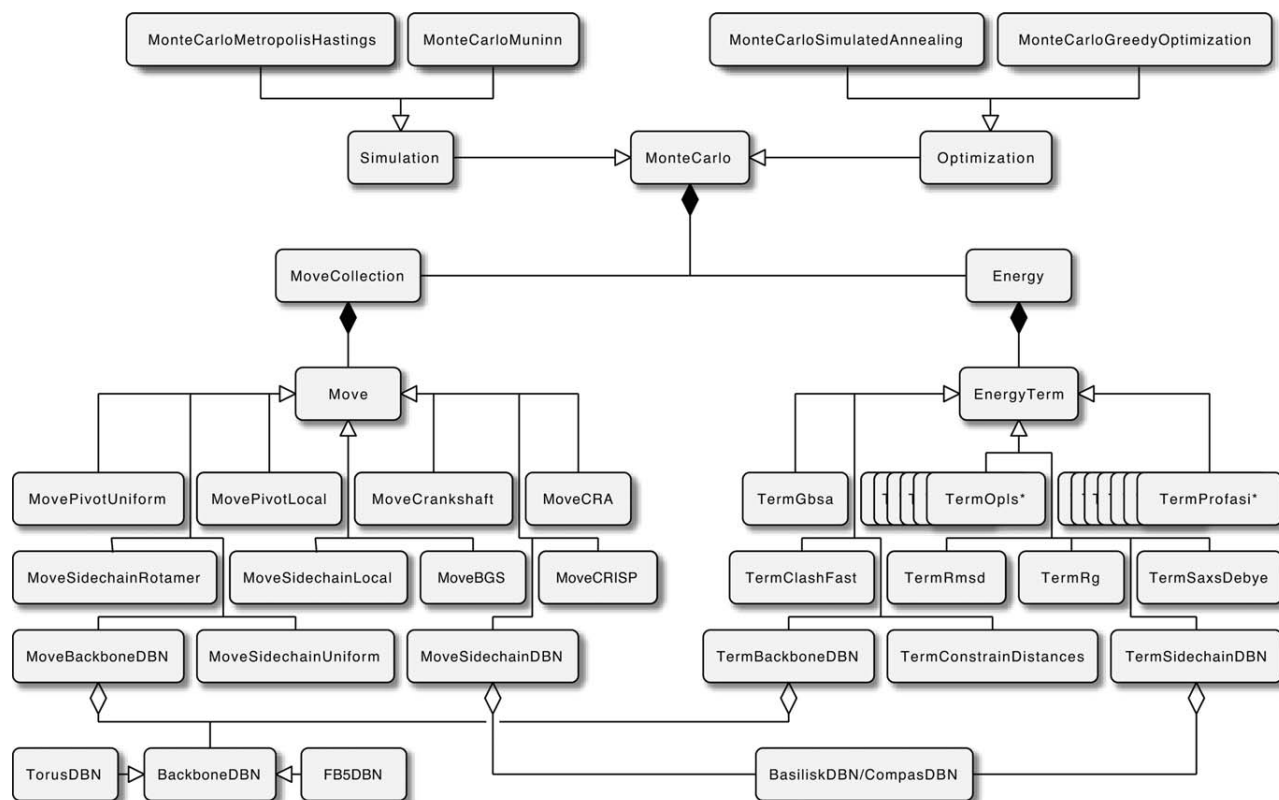 MonteCarloMetropolisHastings
MonteCarloMuninn
MonteCarloSimulatedAnnealing
MonteCarloGreedyOptimization
Simulation
MonteCarlo
Optimization
MoveCollection
Energy
Move
EnergyTerm
MovePivotUniform
MovePivotLocal
MoveCrankshaft
MoveCRA
TermGbsa
T
T
T
T
TermOpls*
T
T
T
T
T
T
T
TermProfasi*
MoveSidechainRotamer
MoveSidechainLocal
MoveBGS
MoveCRISP
TermClashFast
TermRmsd
TermRg
TermSaxsDebye
MoveBackboneDBN
MoveSidechainUniform
MoveSidechainDBN
TermBackboneDBN
TermConstrainDistances
TermSidechainDBN
TorusDBN
BackboneDBN
FB5DBN
BasiliskDBN/CompasDBN